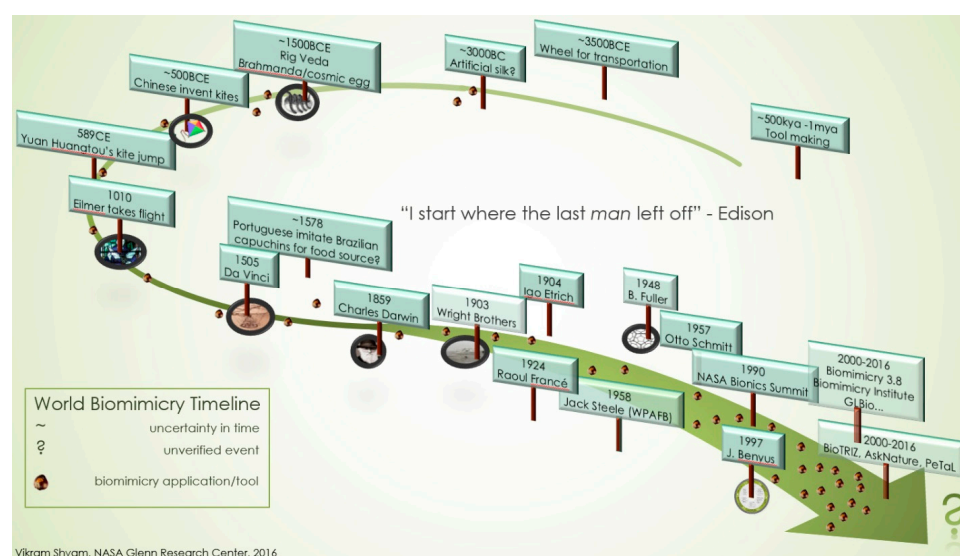 ~1500BCE
Rig Veda
Brahmanda/cosmic egg
~3000BC
Artificial silk?
~3500BCE
Wheel for transportation
~500BCE
Chinese invent kites
~500kya -1mya
Tool making
589CE
Yuan Huanatou's kite jump
1010
Eilmer takes flight
"I start where the last man left off" - Edison
~1578
Portuguese imitate Brazilian
capuchins for food source?
1505
Da Vinci
1859
Charles Darwin
1903
Wright Brothers
1904
Igo Etrich
1948
B. Fuller
1957
Otto Schmitt
1924
Raoul Francé
1958
Jack Steele (WPAFB)
1990
NASA Bionics Summit
2000-2016
Biomimicry 3.8
Biomimicry Institute
GLBio...
1997
J. Benyus
2000-2016
BioTRIZ, AskNature, PeTaL
World Biomimicry Timeline
~ uncertainty in time
? unverified event
biomimicry application/tool
?
Vikram Shyam, NASA Glenn Research Center, 2016